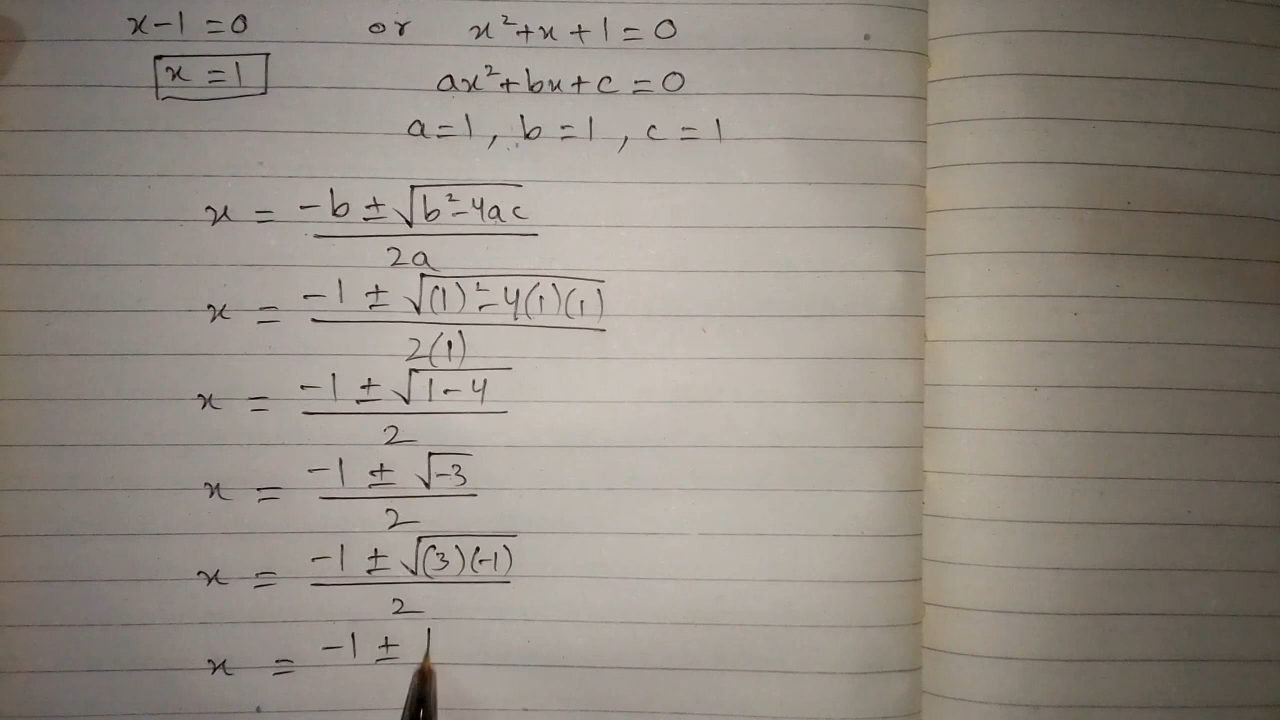 x-1=0 or x²+x+1=0
x=1 ax²+bx+c=0
a=1, b=1, c=1
x = (-b ± √(b²-4ac)) / 2a
x = (-1 ± √((1)²-4(1)(1))) / 2(1)
x = (-1 ± √(1-4)) / 2
x = (-1 ± √(-3)) / 2
x = (-1 ± √((3)(-1))) / 2
x = -1 ±